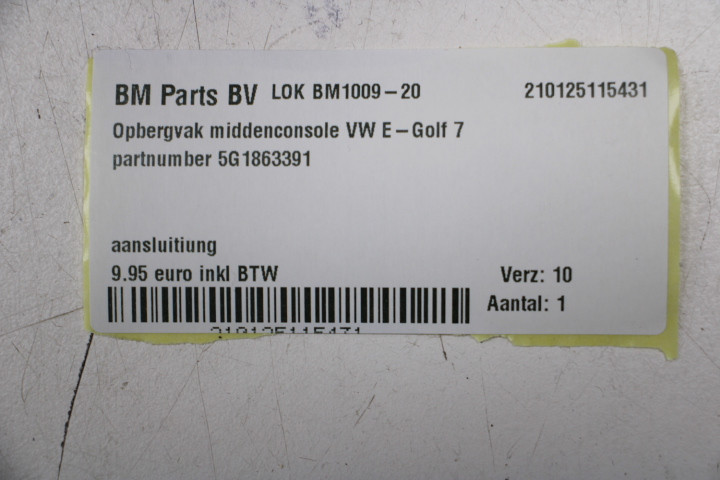 BM Parts BV LOK BM1009-20 210125115431
Opbergvak middenconsole VW E-Golf 7
partnumber 5G1863391
aansluitiung
9.95 euro inkl BTW Verz: 10
Aantal: 1